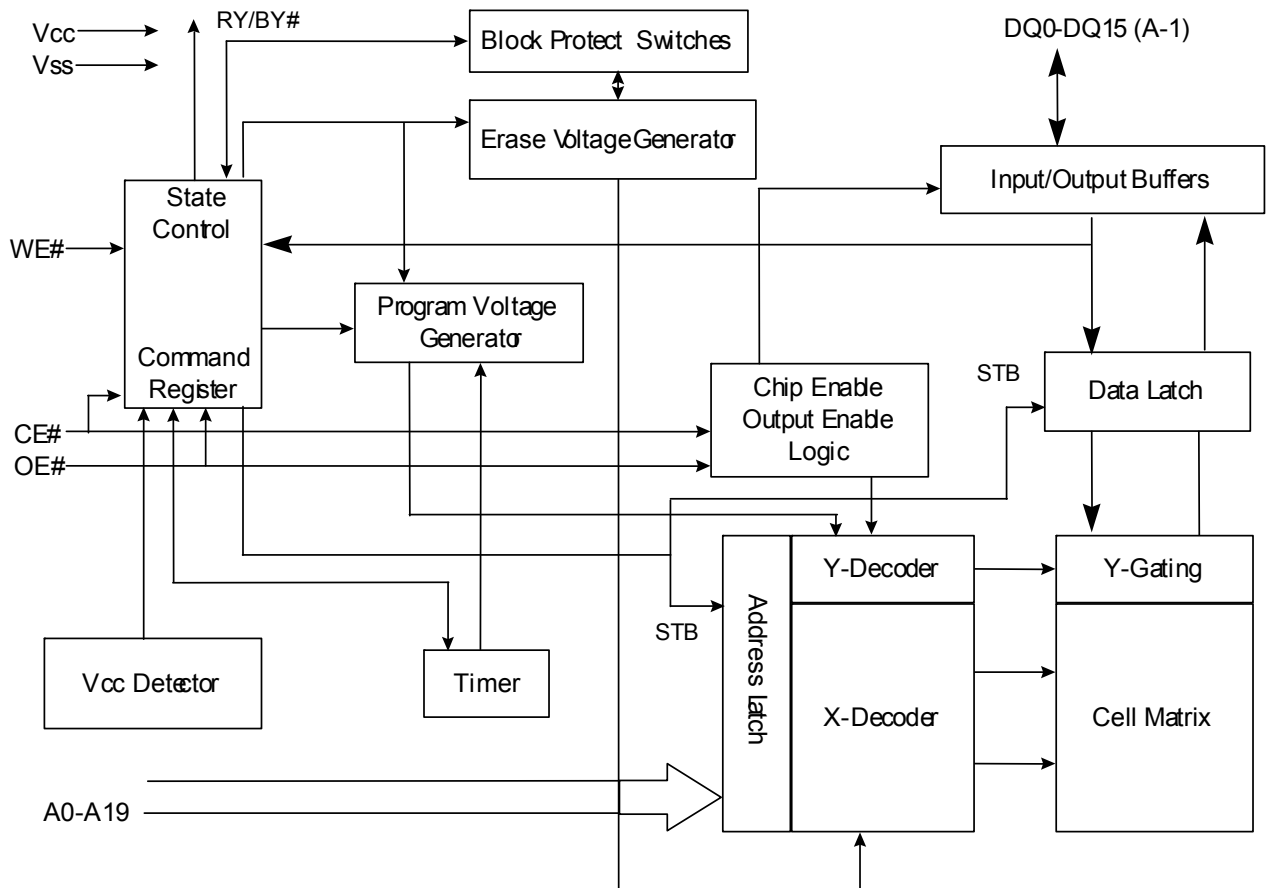 Vcc
Vss
RY/BY#
Block Protect Switches
DQ0-DQ15 (A-1)
Erase Voltage Generator
Input/Output Buffers
State
Control
WE#
Program Voltage
Generator
Command
Register
Chip Enable
Output Enable
Logic
STB
Data Latch
CE#
OE#
Y-Decoder
Y-Gating
STB
Address Latch
Vcc Detector
Timer
X-Decoder
Cell Matrix
A0-A19